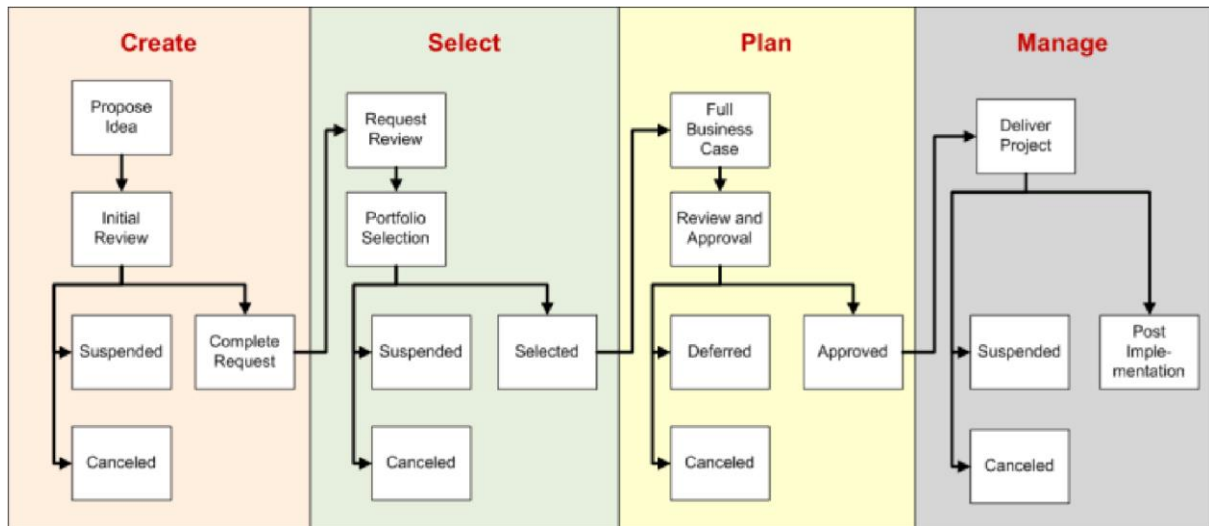 Create
Propose
Idea
Initial
Review
Suspended
Complete
Request
Canceled
Select
Request
Review
Portfolio
Selection
Suspended
Selected
Canceled
Plan
Full
Business
Case
Review and
Approval
Deferred
Approved
Canceled
Manage
Deliver
Project
Suspended
Post
Imple-
mentation
Canceled